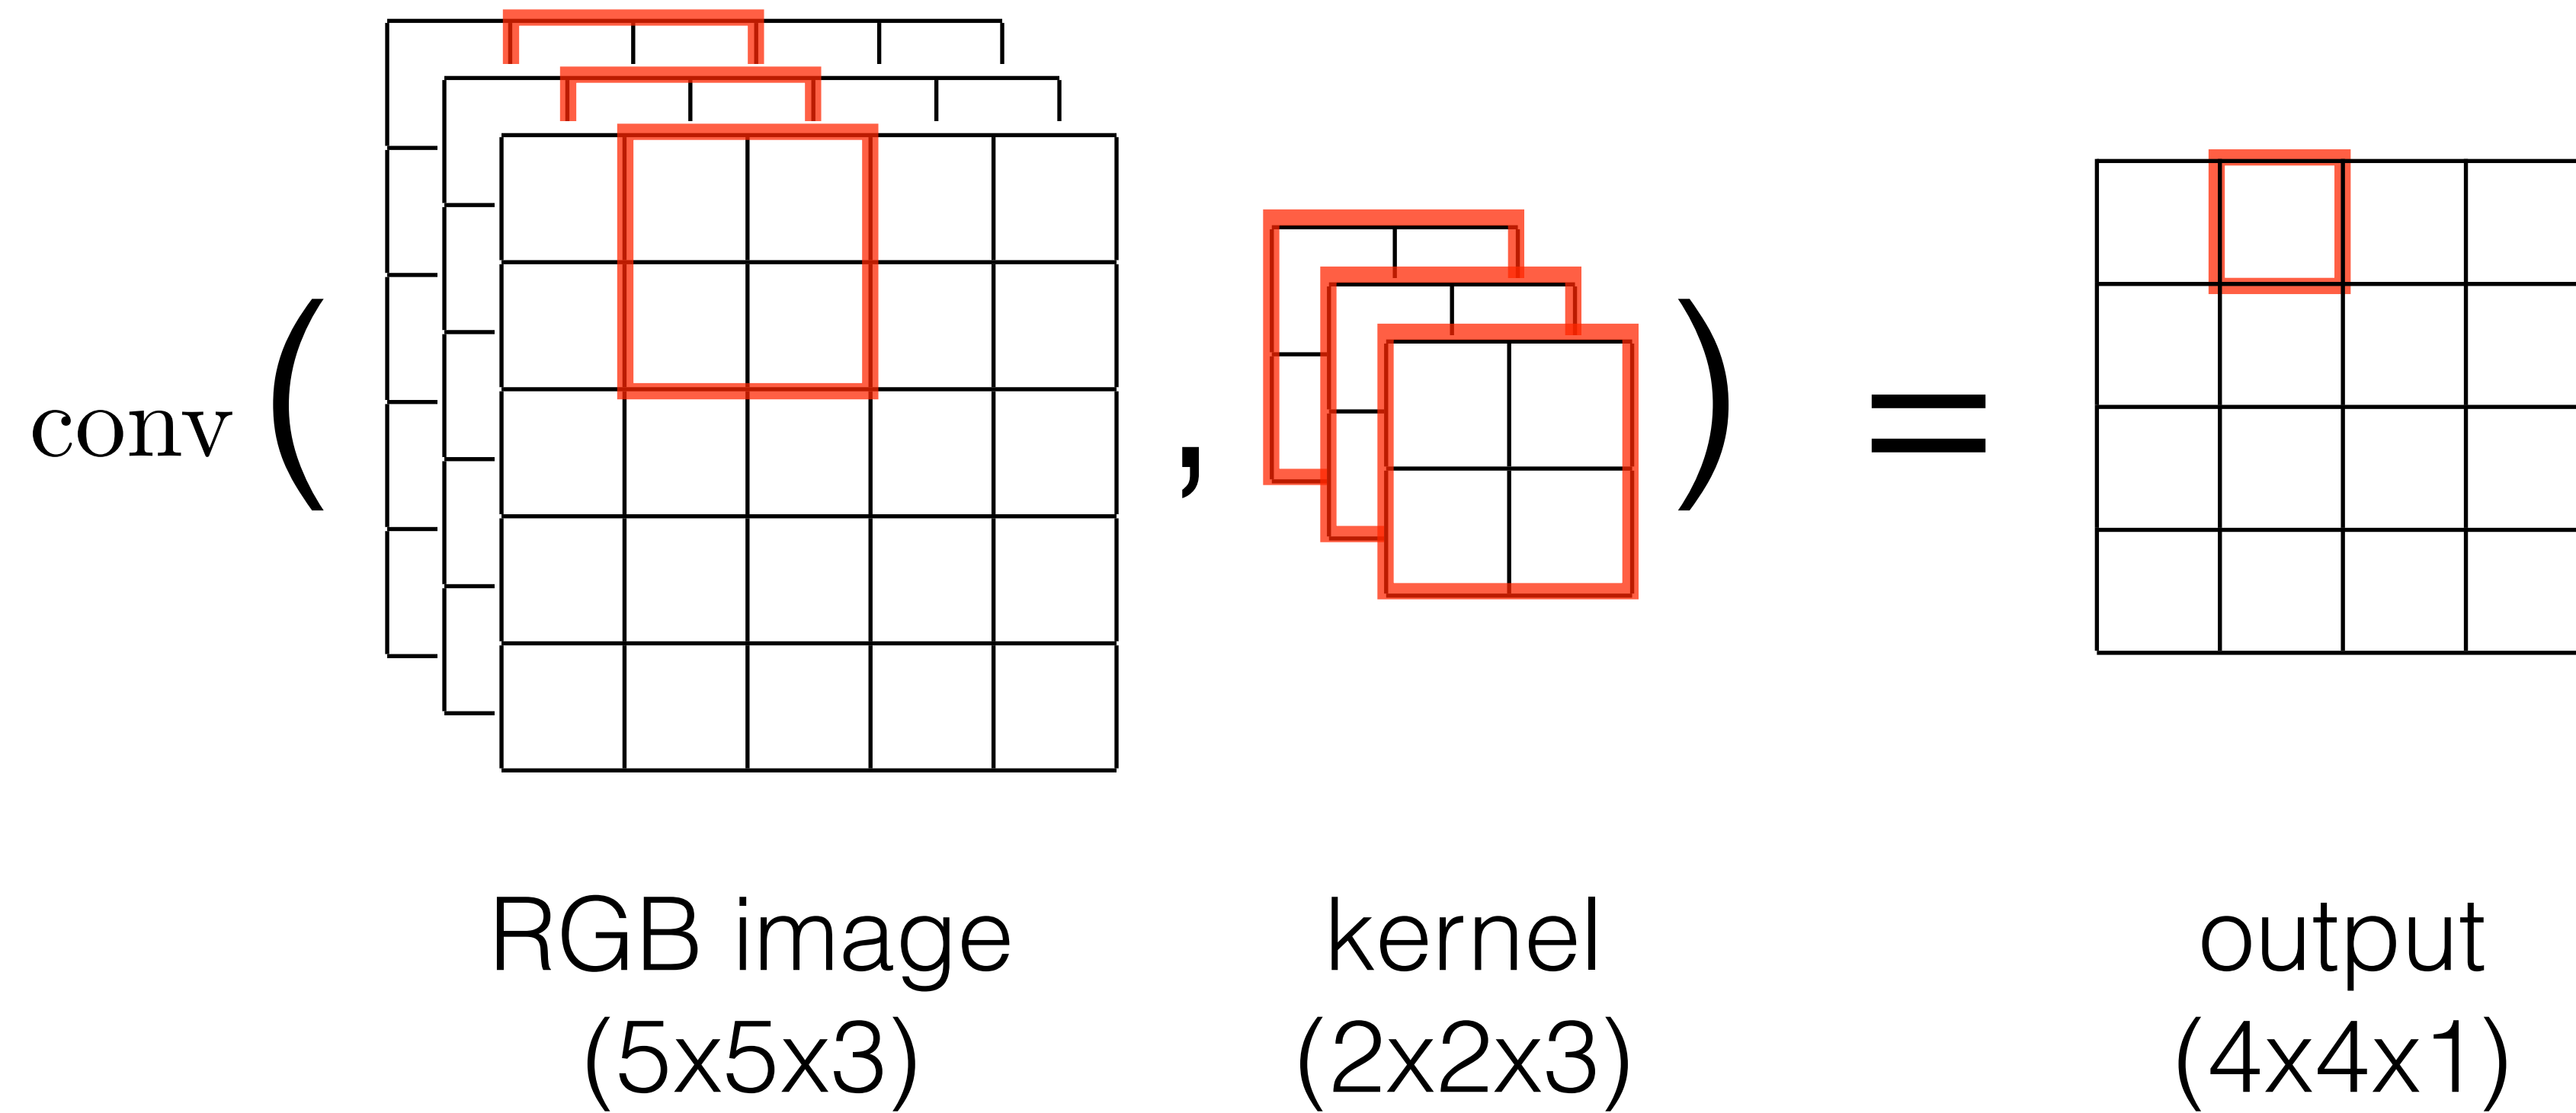 conv ( , ) =
RGB image
(5x5x3)
kernel
(2x2x3)
output
(4x4x1)